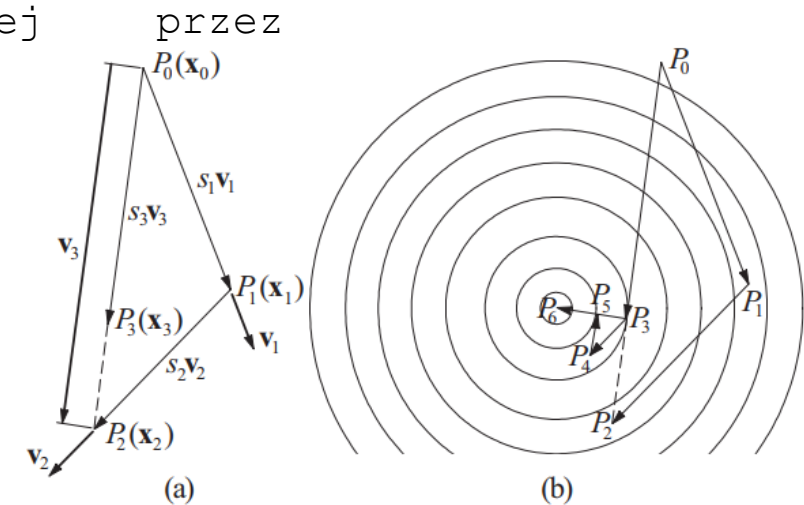 ej przez
P₀(x₀)
P₀
s₁v₁
s₃v₃
v₃
P₁(x₁)
P₅
P₆
P₃
P₁
P₃(x₃)
v₁
P₄
s₂v₂
P₂(x₂)
P₂
v₂
(a)
(b)